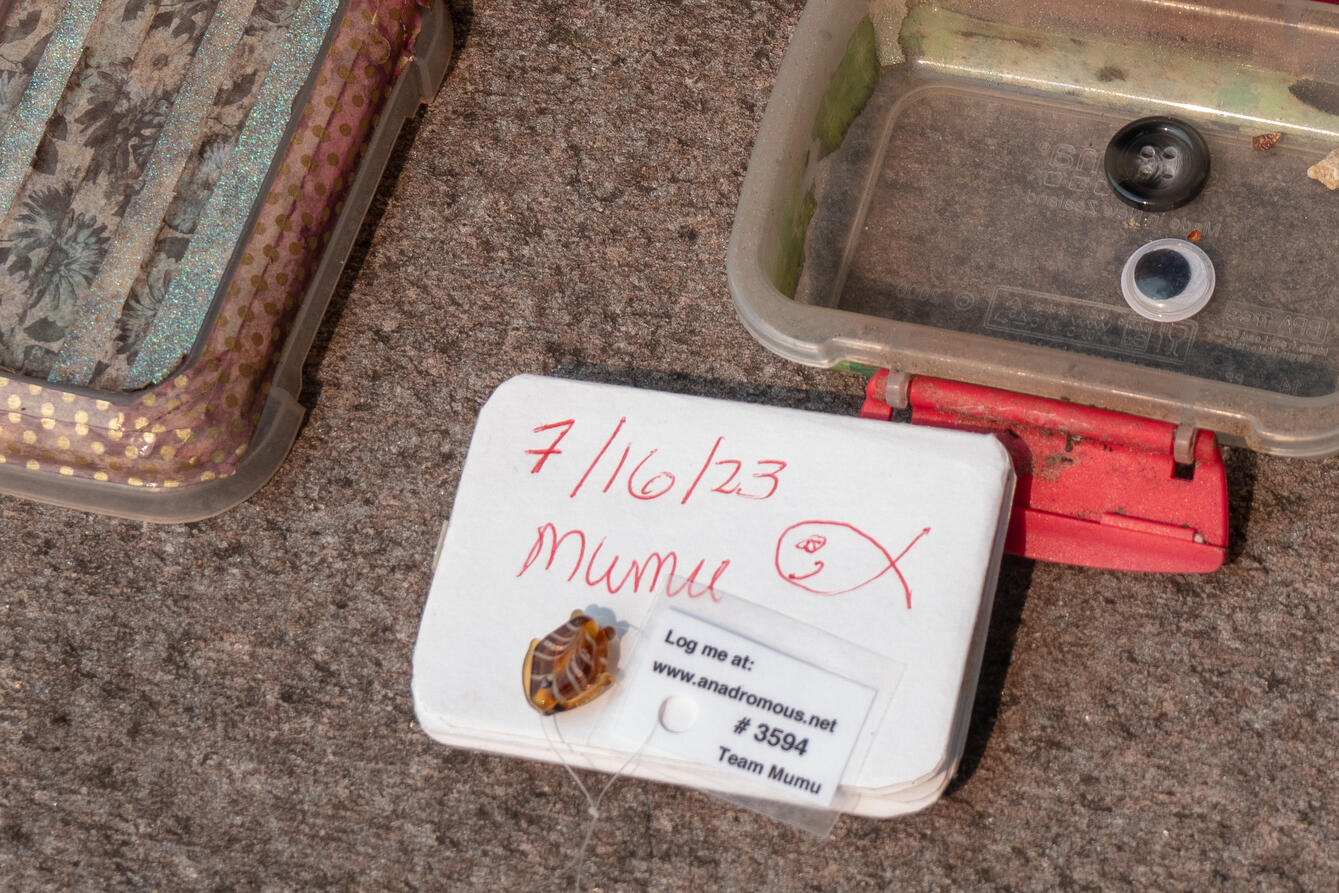 7/16/23
Mumu
Log me at:
www.anadromous.net
# 3594
Team Mumu